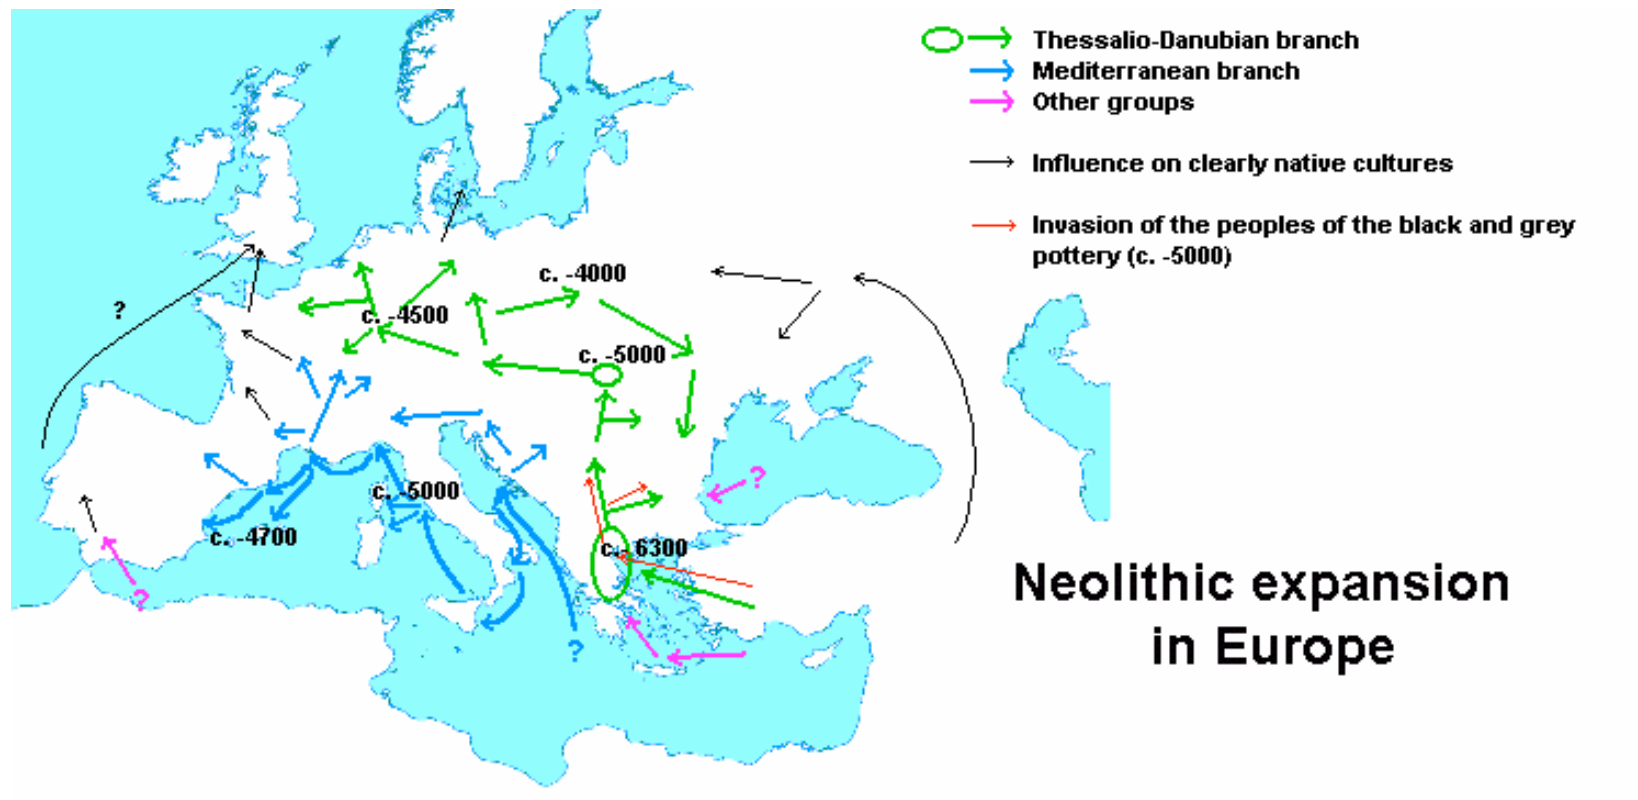 Thessalio-Danubian branch
Mediterranean branch
Other groups
Influence on clearly native cultures
Invasion of the peoples of the black and grey
pottery (c. -5000)
c. -4000
?
c. -4500
c. -5000
?
c. -5000
c. -4700
c. - 6300
?
?
Neolithic expansion
in Europe